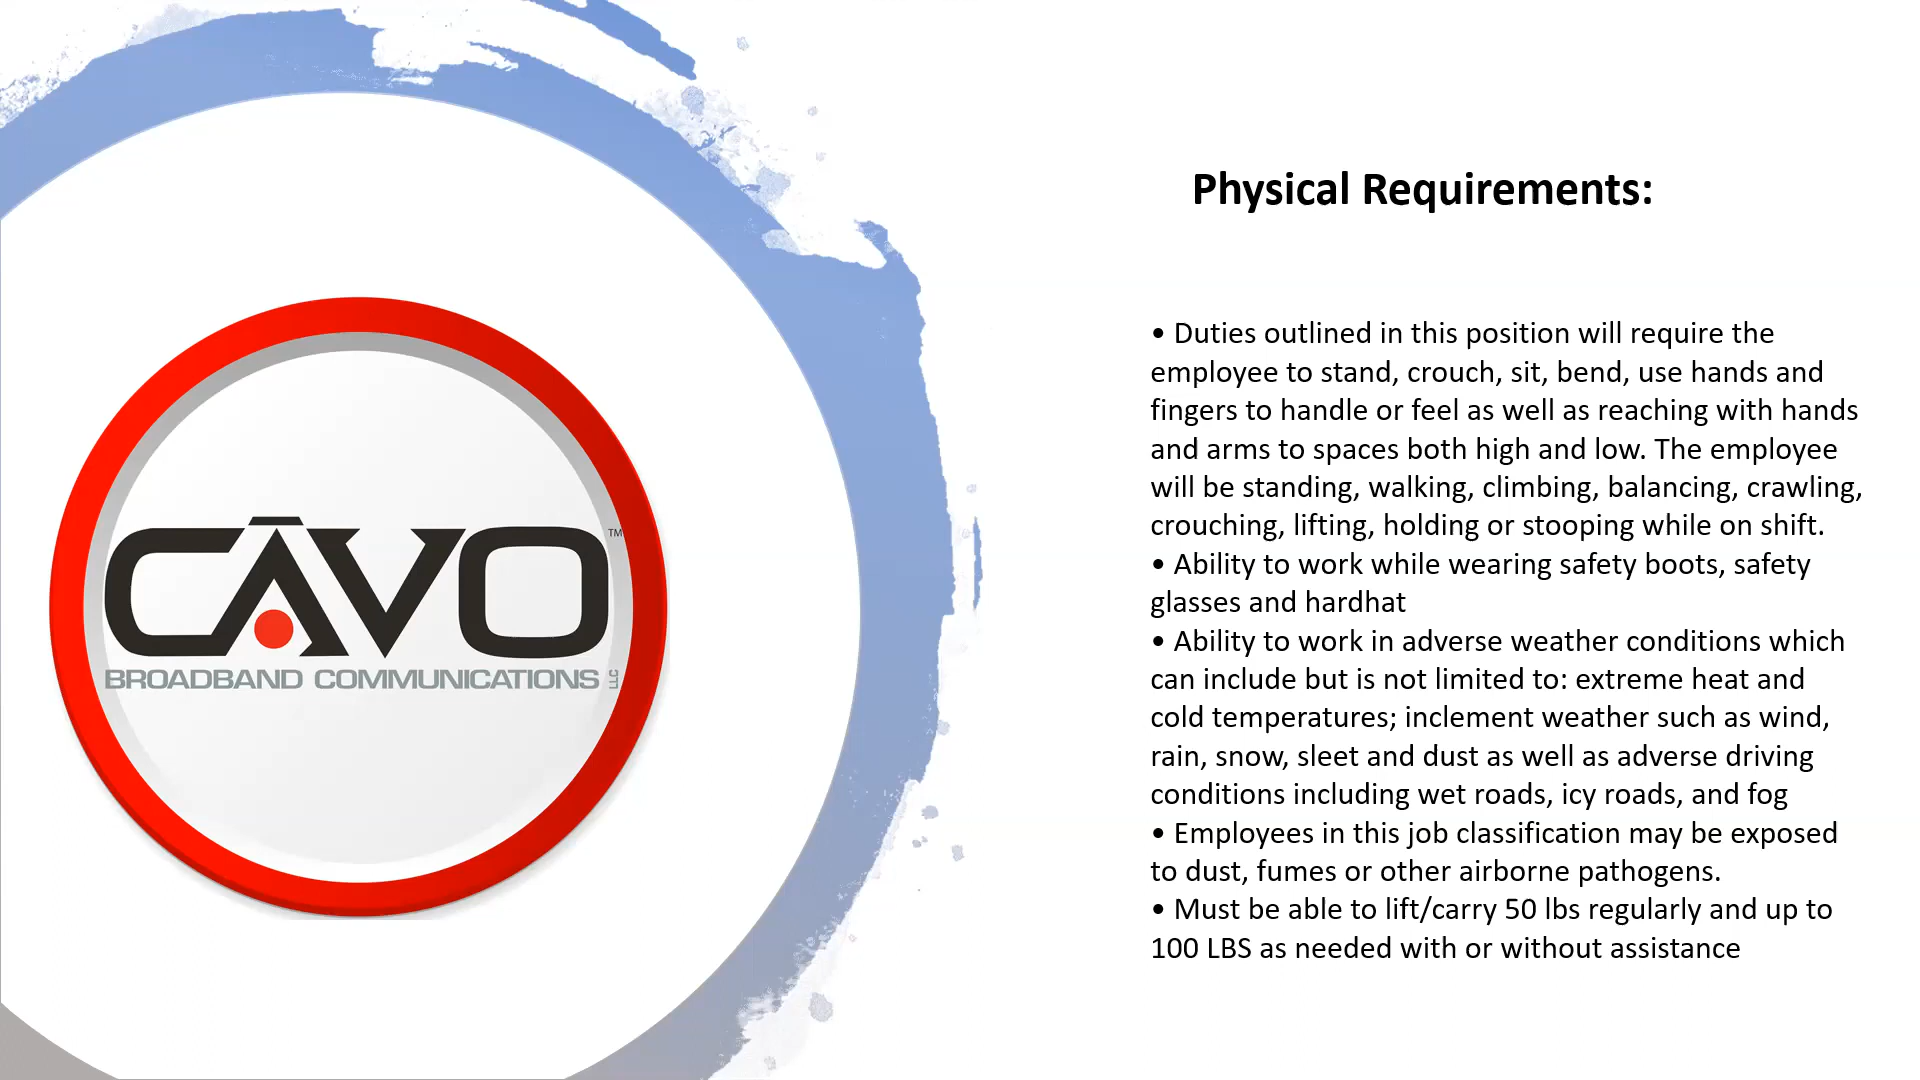 CAVO
TM
BROADBAND COMMUNICATIONS LLC
Physical Requirements:
• Duties outlined in this position will require the
employee to stand, crouch, sit, bend, use hands and
fingers to handle or feel as well as reaching with hands
and arms to spaces both high and low. The employee
will be standing, walking, climbing, balancing, crawling,
crouching, lifting, holding or stooping while on shift.
• Ability to work while wearing safety boots, safety
glasses and hardhat
• Ability to work in adverse weather conditions which
can include but is not limited to: extreme heat and
cold temperatures; inclement weather such as wind,
rain, snow, sleet and dust as well as adverse driving
conditions including wet roads, icy roads, and fog
• Employees in this job classification may be exposed
to dust, fumes or other airborne pathogens.
• Must be able to lift/carry 50 lbs regularly and up to
100 LBS as needed with or without assistance